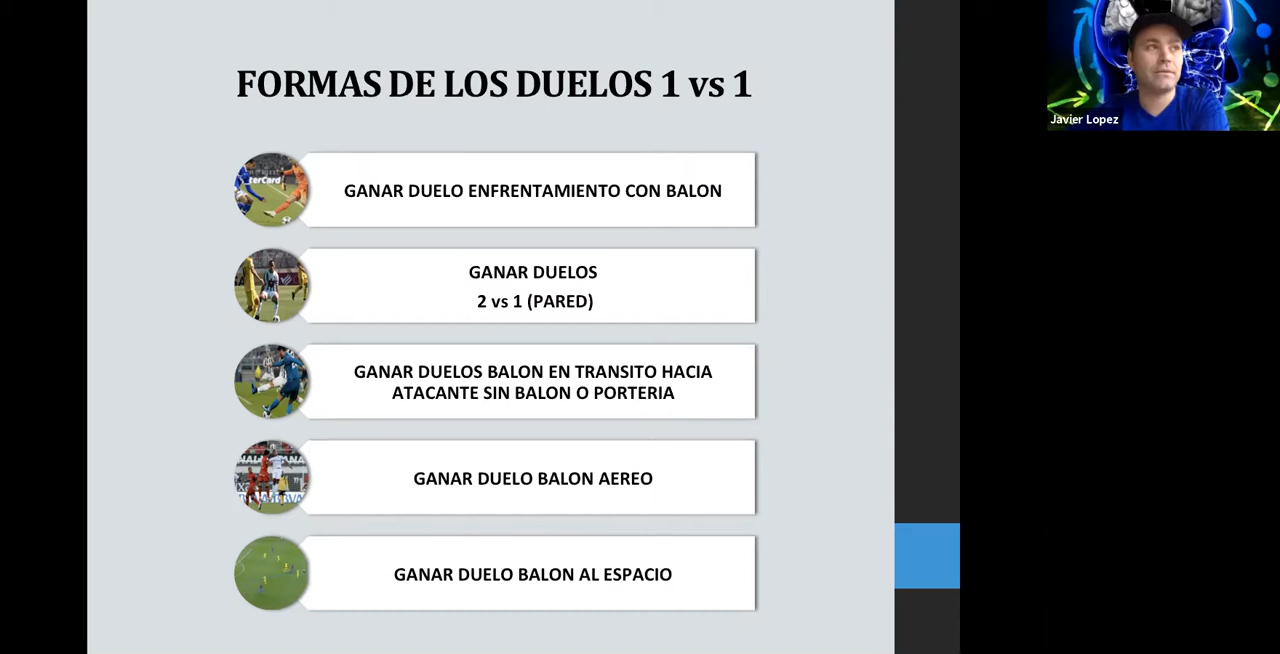 FORMAS DE LOS DUELOS 1 vs 1
terCard
GANAR DUELO ENFRENTAMIENTO CON BALON
GANAR DUELOS
2 vs 1 (PARED)
GANAR DUELOS BALON EN TRANSITO HACIA
ATACANTE SIN BALON O PORTERIA
GANAR DUELO BALON AEREO
GANAR DUELO BALON AL ESPACIO
Javier Lopez